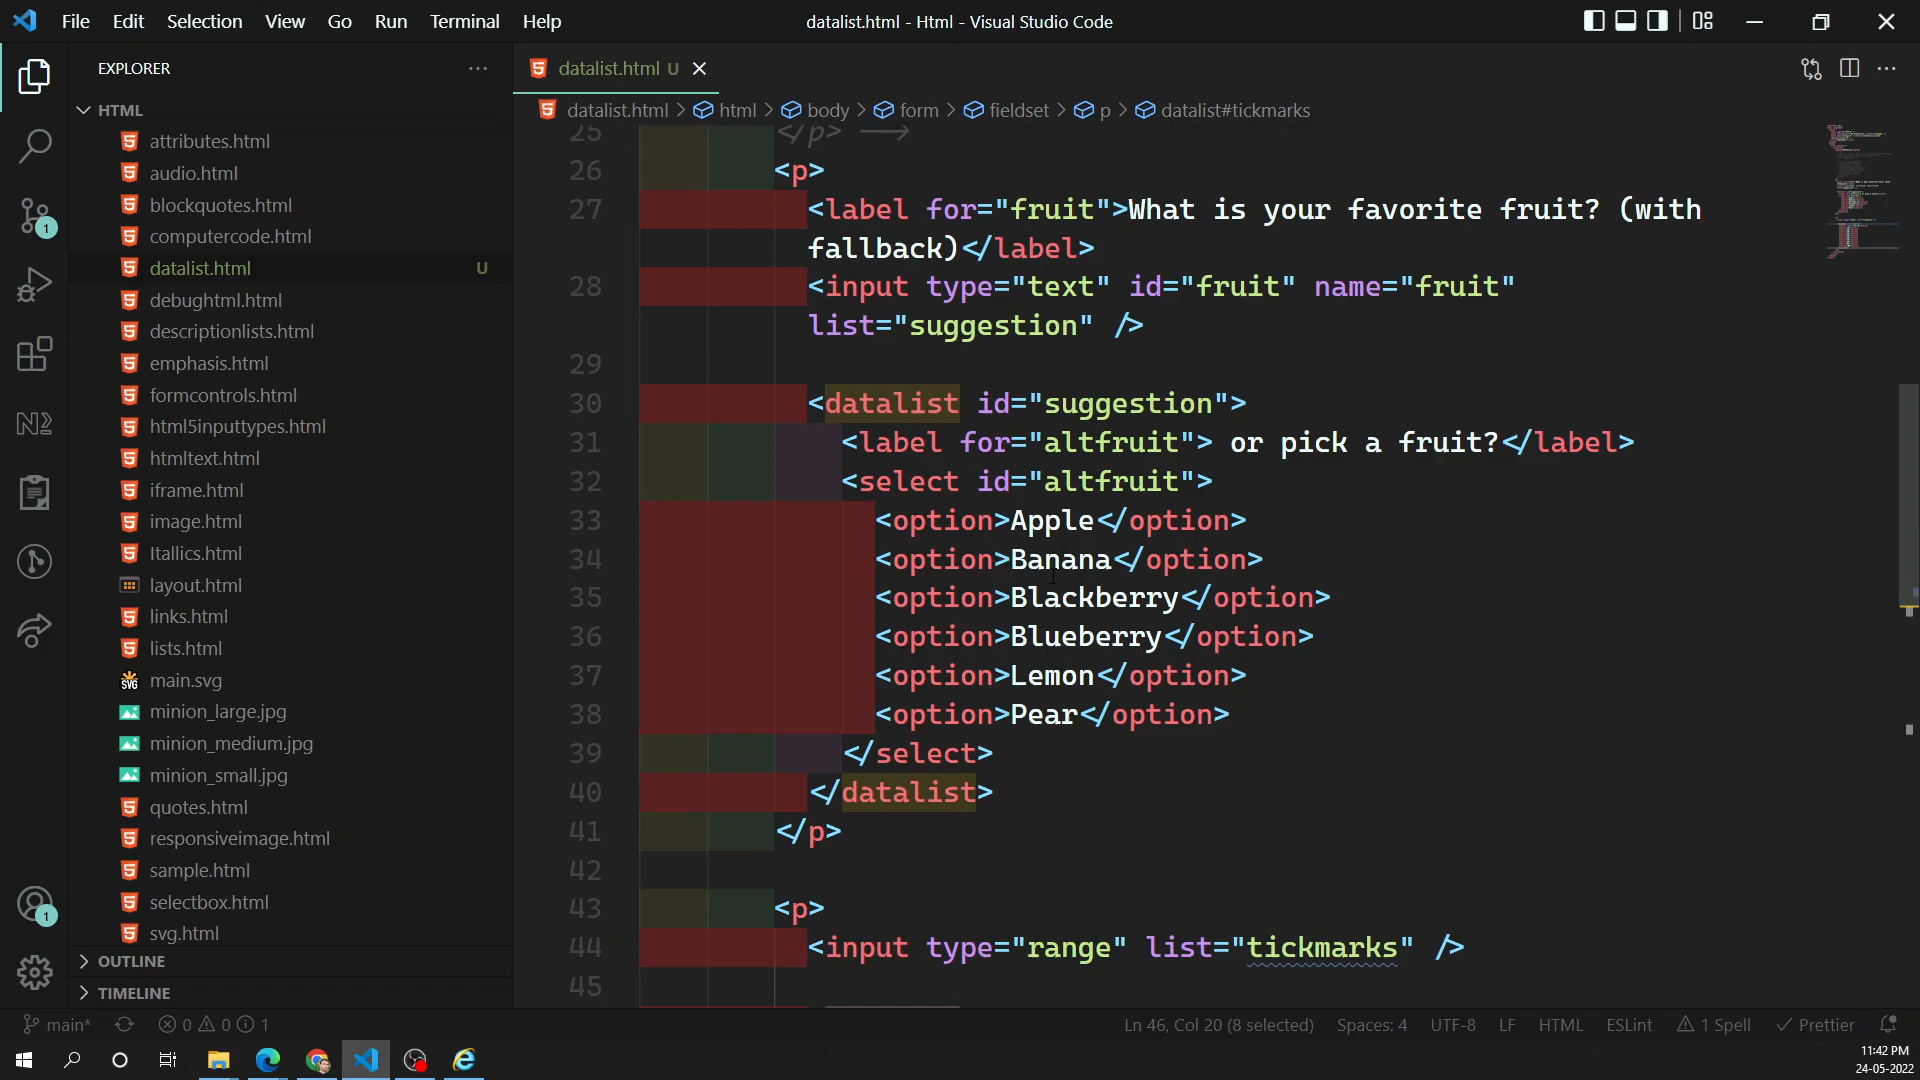 File Edit Selection View Go Run Terminal Help
datalist.html - Html - Visual Studio Code
EXPLORER
HTML
attributes.html
audio.html
blockquotes.html
computercode.html
datalist.html U
debughtml.html
descriptionlists.html
emphasis.html
formcontrols.html
html5inputtypes.html
htmltext.html
iframe.html
image.html
Itallics.html
layout.html
links.html
lists.html
main.svg
minion_large.jpg
minion_medium.jpg
minion_small.jpg
quotes.html
responsiveimage.html
sample.html
selectbox.html
svg.html
OUTLINE
TIMELINE
1
1
datalist.html U
datalist.html > html > body > form > fieldset > p > datalist#tickmarks
25 </p> -->
26 <p>
27 <label for="fruit">What is your favorite fruit? (with
fallback)</label>
28 <input type="text" id="fruit" name="fruit"
list="suggestion" />
29
30 <datalist id="suggestion">
31 <label for="altfruit"> or pick a fruit?</label>
32 <select id="altfruit">
33 <option>Apple</option>
34 <option>Banana</option>
35 <option>Blackberry</option>
36 <option>Blueberry</option>
37 <option>Lemon</option>
38 <option>Pear</option>
39 </select>
40 </datalist>
41 </p>
42
43 <p>
44 <input type="range" list="tickmarks" />
45
main* 0 0 1
Ln 46, Col 20 (8 selected) Spaces: 4 UTF-8 LF HTML ESLint 1 Spell Prettier
11:42 PM
24-05-2022